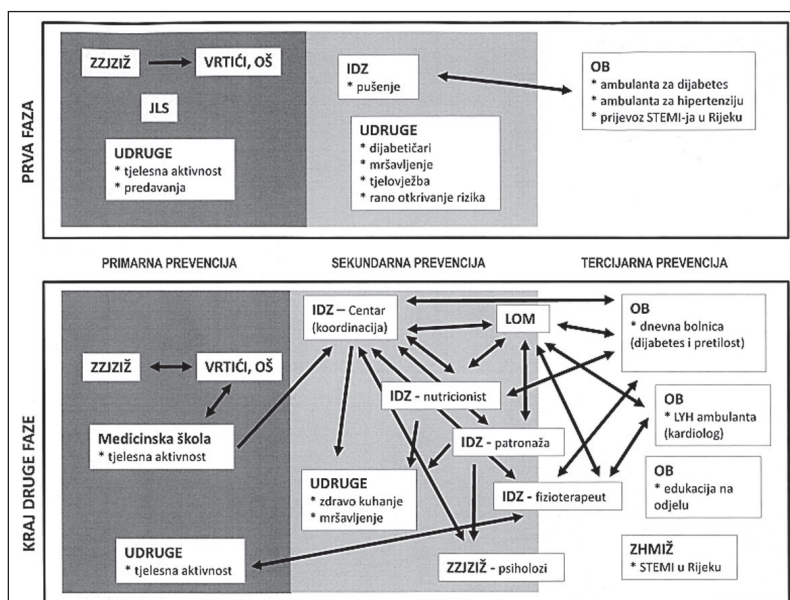 PRVA FAZA
ZZJZIŽ
VRTIĆI, OŠ
JLS
UDRUGE
* tjelesna aktivnost
* predavanja
IDZ
* pušenje
UDRUGE
* dijabetičari
* mršavljenje
* tjelovježba
* rano otkrivanje rizika
OB
* ambulanta za dijabetes
* ambulanta za hipertenziju
* prijevoz STEMI-ja u Rijeku
PRIMARNA PREVENCIJA
SEKUNDARNA PREVENCIJA
TERCIJARNA PREVENCIJA
KRAJ DRUGE FAZE
ZZJZIŽ
VRTIĆI, OŠ
Medicinska škola
* tjelesna aktivnost
UDRUGE
* tjelesna aktivnost
IDZ – Centar
(koordinacija)
LOM
IDZ - nutricionist
IDZ - patronaža
UDRUGE
* zdravo kuhanje
* mršavljenje
IDZ - fizioterapeut
ZZJZIŽ - psiholozi
OB
* dnevna bolnica
(dijabetes i pretilost)
OB
* LYH ambulanta
(kardiolog)
OB
* edukacija na
odjelu
ZHMIŽ
* STEMI u Rijeku